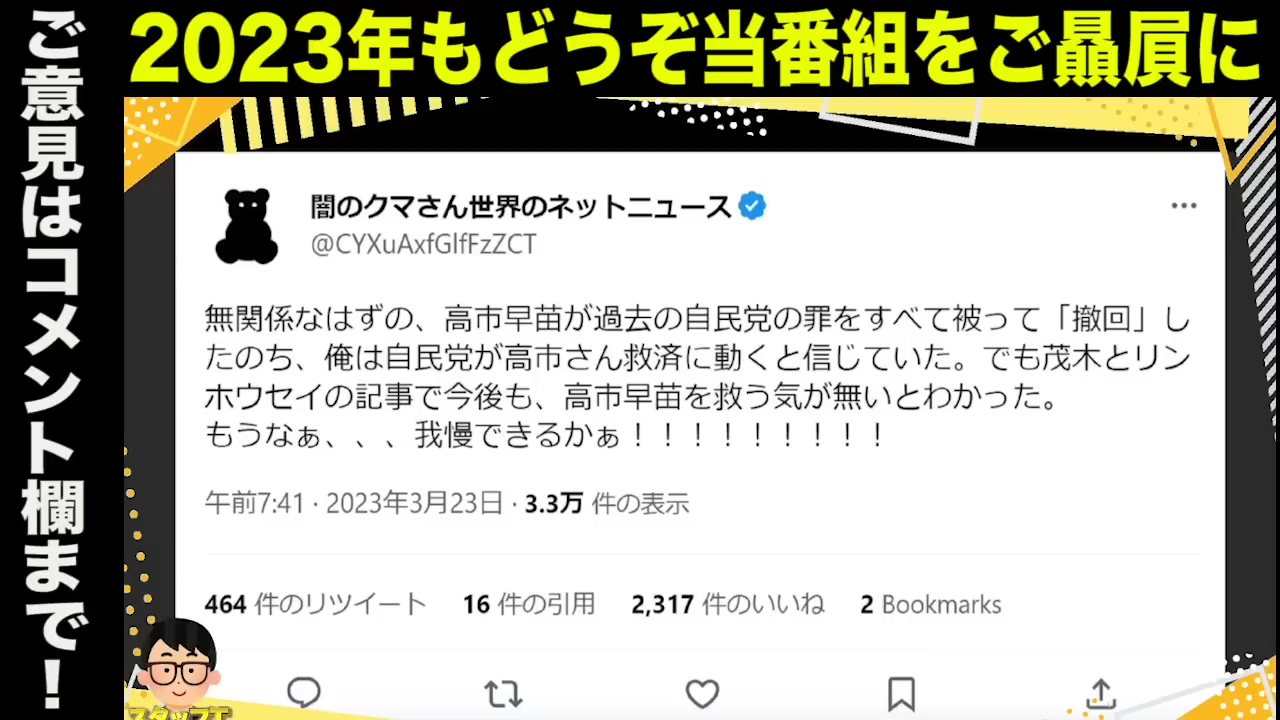 2023年もどうぞ当番組をご贔屓に
ご意見はコメント欄まで！
闇のクマさん世界のネットニュース
@CYXuAxfGlfFzZCT
無関係なはずの、高市早苗が過去の自民党の罪をすべて被って「撤回」し
たのち、俺は自民党が高市さん救済に動くと信じていた。でも茂木とリン
ホウセイの記事で今後も、高市早苗を救う気が無いとわかった。
もうなぁ、、、我慢できるかぁ！！！！！！！！！
午前7:41 · 2023年3月23日 · 3.3万 件の表示
464 件のリツイート 16 件の引用 2,317 件のいいね 2 Bookmarks